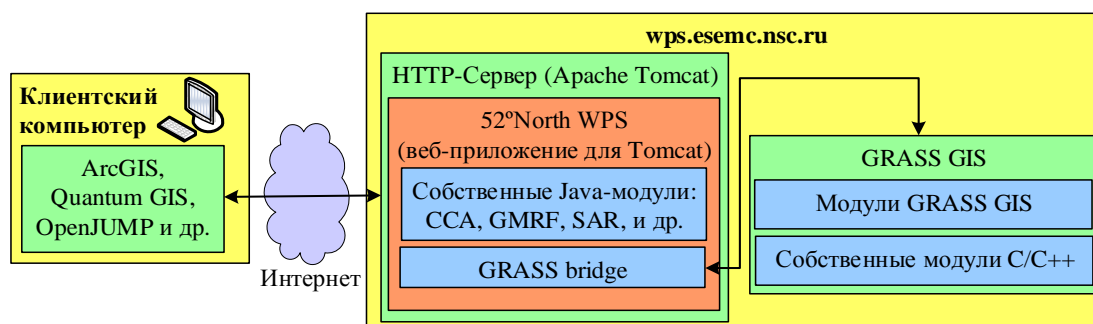 wps.esemc.nsc.ru
Клиентский
компьютер
ArcGIS,
Quantum GIS,
OpenJUMP и др.
Интернет
HTTP-Сервер (Apache Tomcat)
52ºNorth WPS
(веб-приложение для Tomcat)
Собственные Java-модули:
CCA, GMRF, SAR, и др.
GRASS bridge
GRASS GIS
Модули GRASS GIS
Собственные модули C/C++